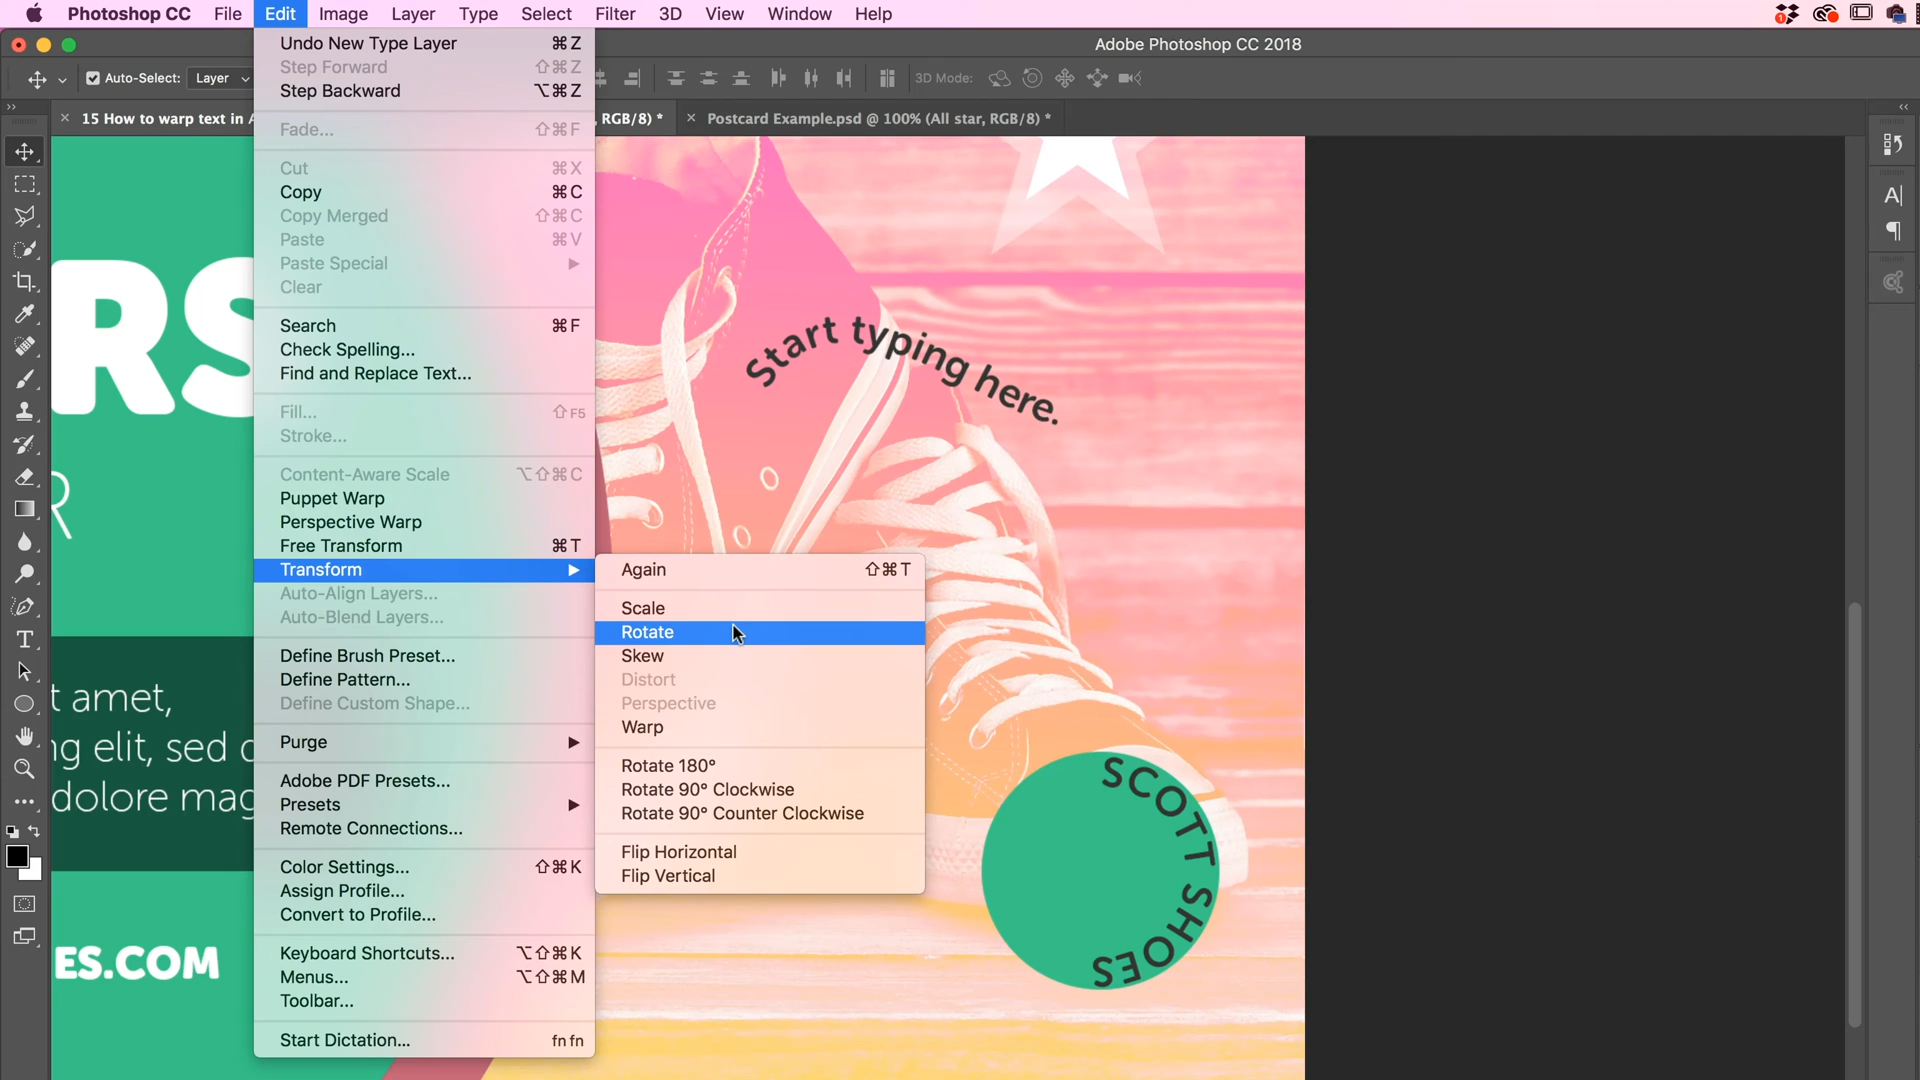 Photoshop CC File Edit Image Layer Type Select Filter 3D View Window Help
1
Adobe Photoshop CC 2018
Auto-Select: Layer
3D Mode:
15 How to warp text in A
RGB/8) *
Postcard Example.psd @ 100% (All star, RGB/8) *
Undo New Type Layer ⌘Z
Step Forward ⇧⌘Z
Step Backward ⌥⌘Z
Fade... ⇧⌘F
Cut ⌘X
Copy ⌘C
Copy Merged ⇧⌘C
Paste ⌘V
Paste Special
Clear
Search ⌘F
Check Spelling...
Find and Replace Text...
Fill... ⇧F5
Stroke...
Content-Aware Scale ⌥⇧⌘C
Puppet Warp
Perspective Warp
Free Transform ⌘T
Transform
Auto-Align Layers...
Auto-Blend Layers...
Define Brush Preset...
Define Pattern...
Define Custom Shape...
Purge
Adobe PDF Presets...
Presets
Remote Connections...
Color Settings... ⇧⌘K
Assign Profile...
Convert to Profile...
Keyboard Shortcuts... ⌥⇧⌘K
Menus... ⌥⇧⌘M
Toolbar...
Start Dictation... fn fn
Again ⇧⌘T
Scale
Rotate
Skew
Distort
Perspective
Warp
Rotate 180°
Rotate 90° Clockwise
Rotate 90° Counter Clockwise
Flip Horizontal
Flip Vertical
RS
R
t amet,
ng elit, sed d
dolore mag
ES.COM
Start typing here.
SCOTT SHOES